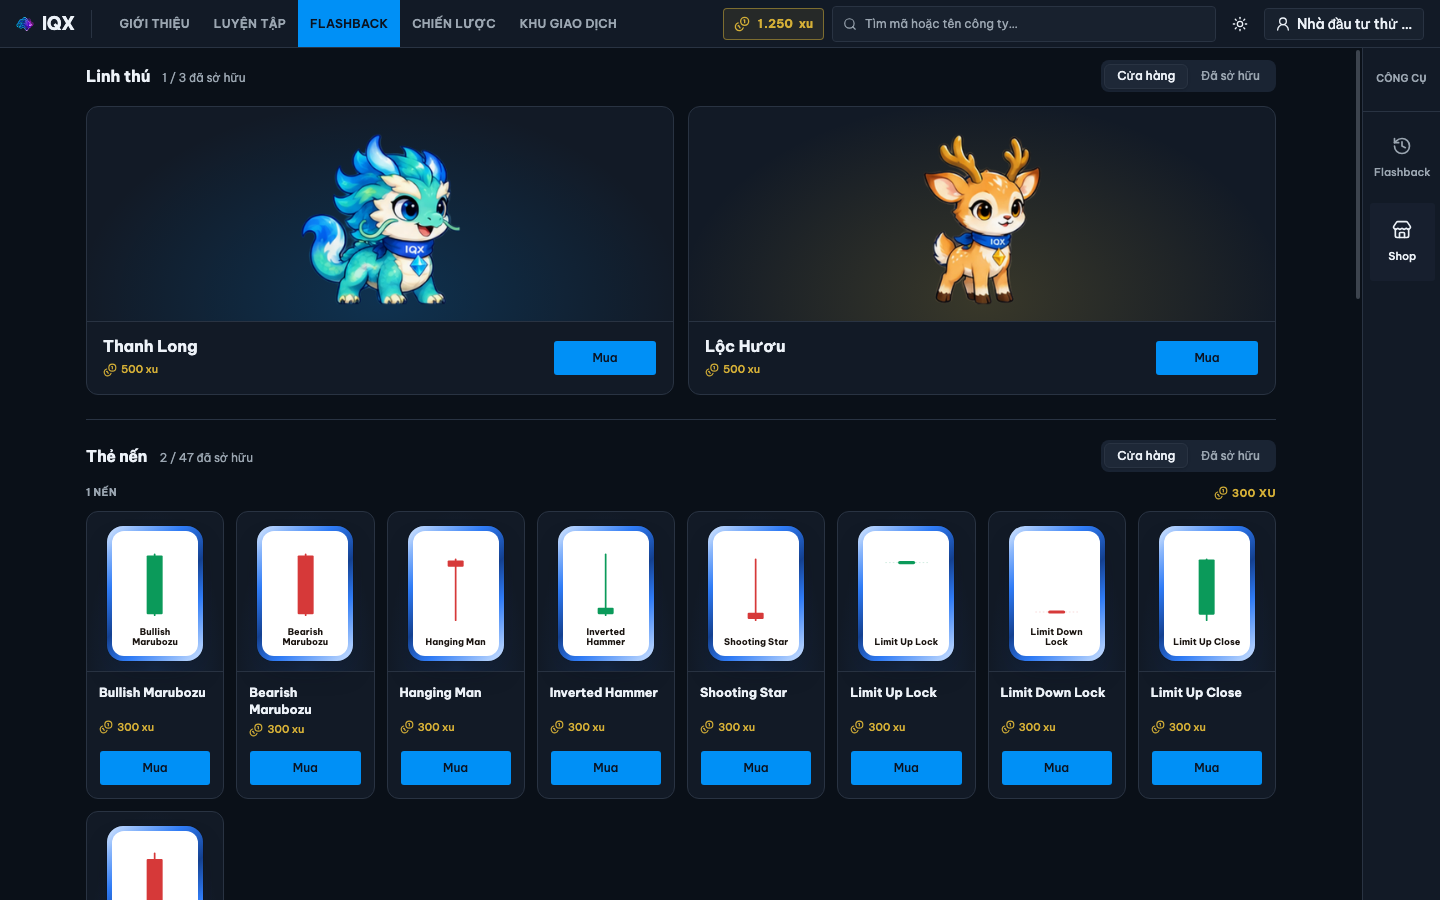 IQX
GIỚI THIỆU
LUYỆN TẬP
FLASHBACK
CHIẾN LƯỢC
KHU GIAO DỊCH
1.250 xu
Tìm mã hoặc tên công ty...
Nhà đầu tư thử ...
Linh thú
1 / 3 đã sở hữu
Cửa hàng
Đã sở hữu
CÔNG CỤ
Flashback
Shop
IQX
IQX
Thanh Long
500 xu
Mua
Lộc Hươu
500 xu
Mua
Thẻ nến
2 / 47 đã sở hữu
Cửa hàng
Đã sở hữu
1 NẾN
300 XU
Bullish
Marubozu
Bearish
Marubozu
Hanging Man
Inverted
Hammer
Shooting Star
Limit Up Lock
Limit Down
Lock
Limit Up Close
Bullish Marubozu
300 xu
Mua
Bearish
Marubozu
300 xu
Mua
Hanging Man
300 xu
Mua
Inverted Hammer
300 xu
Mua
Shooting Star
300 xu
Mua
Limit Up Lock
300 xu
Mua
Limit Down Lock
300 xu
Mua
Limit Up Close
300 xu
Mua